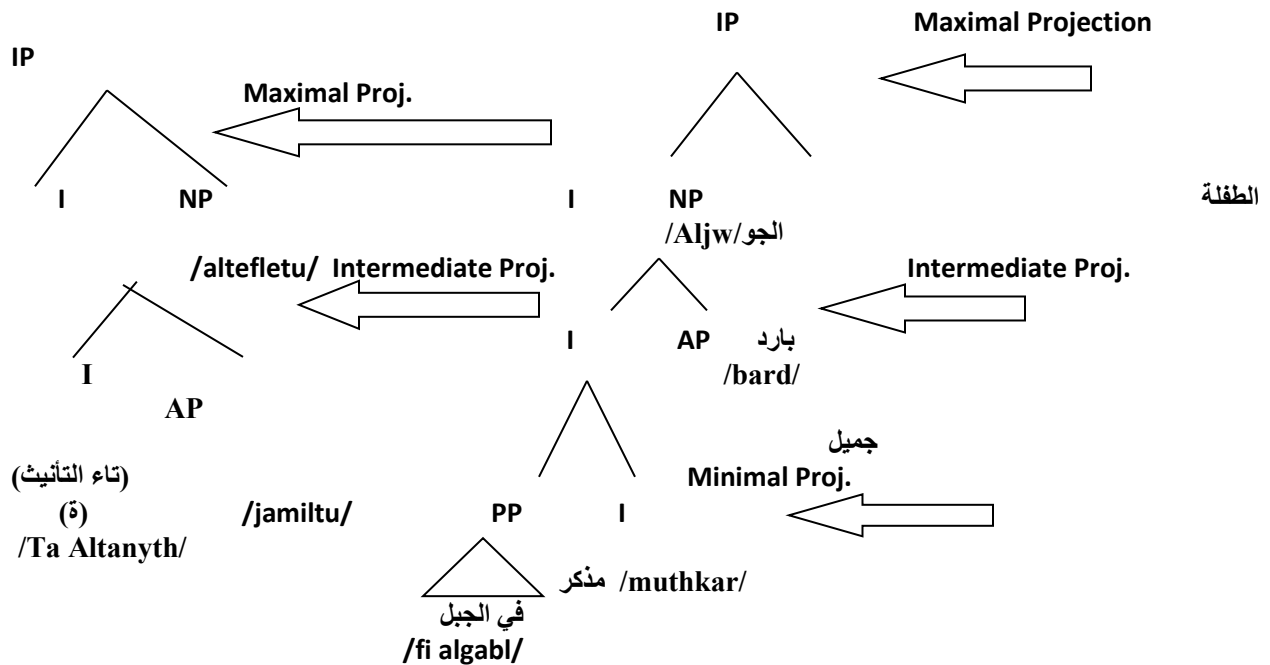 IP Maximal Projection
IP
Maximal Proj.
I NP I NP الطفلة
/Aljw/الجو
/altefletu/ Intermediate Proj. Intermediate Proj.
I AP بارد
I /bard/
AP
جميل
(تاء التأنيث) Minimal Proj.
(ة) /jamiltu/ PP I
/Ta Altanyth/
مذكر /muthkar/
في الجبل
/fi algabl/